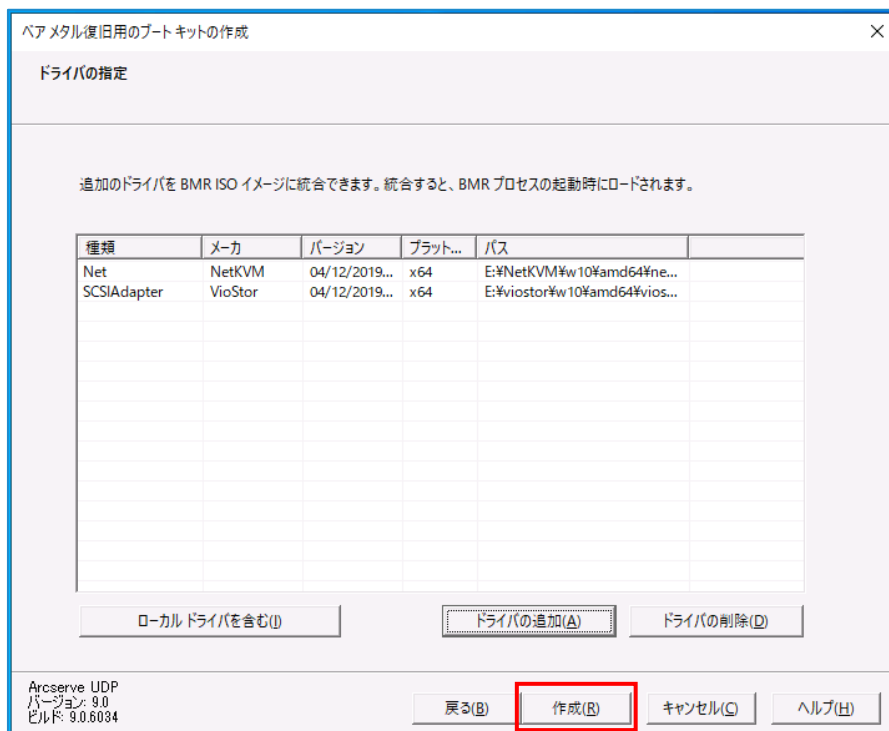 ベア メタル復旧用のブート キットの作成
ドライバの指定
追加のドライバを BMR ISO イメージに統合できます。統合すると、BMR プロセスの起動時にロードされます。
種類 メーカ バージョン プラット... パス
Net NetKVM 04/12/2019... x64 E:¥NetKVM¥w10¥amd64¥ne...
SCSIAdapter VioStor 04/12/2019... x64 E:¥viostor¥w10¥amd64¥vios...
ローカル ドライバを含む(I) ドライバの追加(A) ドライバの削除(D)
Arcserve UDP
バージョン: 9.0
ビルド: 9.0.6034
戻る(B) 作成(R) キャンセル(C) ヘルプ(H)